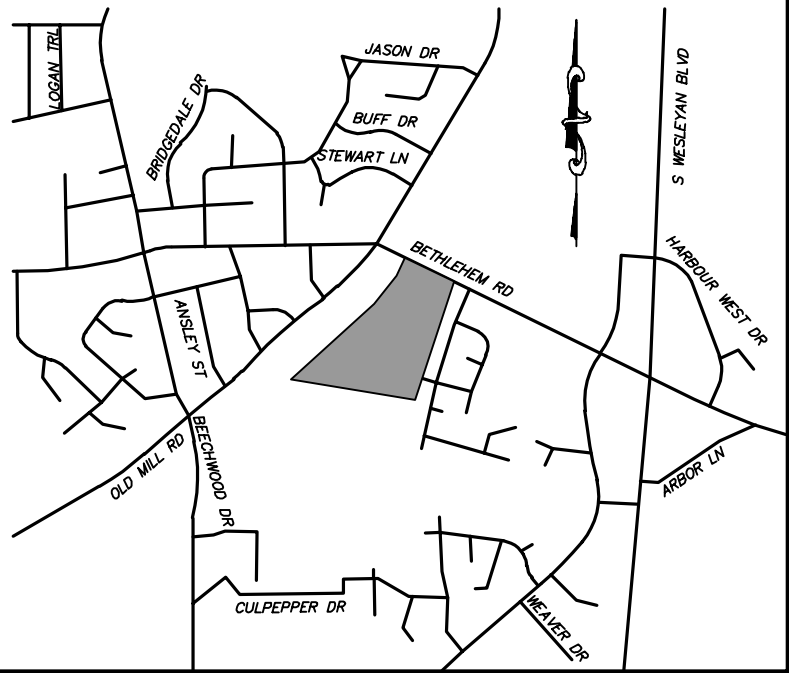 JASON DR
LOGAN TRL
S WESLEYAN BLVD
BRIDGEDALE DR
BUFF DR
STEWART LN
BETHLEHEM RD
HARBOUR WEST DR
ANSLEY ST
BEECHWOOD DR
OLD MILL RD
ARBOR LN
CULPEPPER DR
WEAVER DR